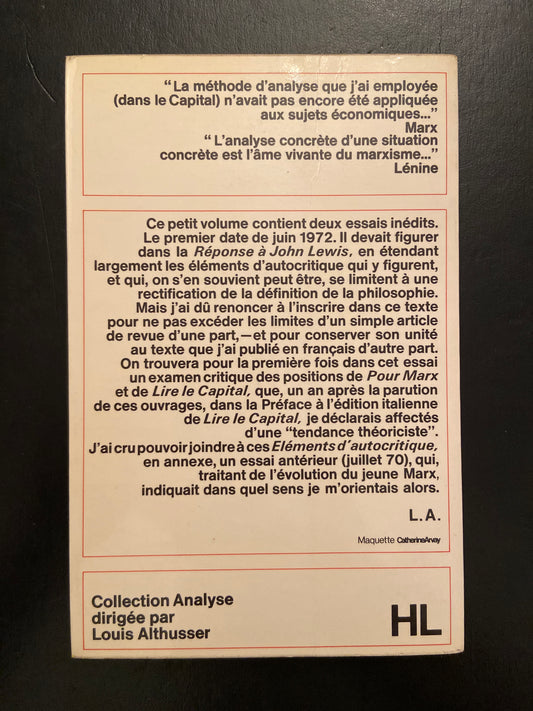 “ La méthode d’analyse que j’ai employée
(dans le Capital) n’avait pas encore été appliquée
aux sujets économiques...”
Marx
“ L’analyse concrète d’une situation
concrète est l’âme vivante du marxisme...”
Lénine
Ce petit volume contient deux essais inédits.
Le premier date de juin 1972. Il devait figurer
dans la Réponse à John Lewis, en étendant
largement les éléments d’autocritique qui y figurent,
et qui, on s’en souvient peut être, se limitent à une
rectification de la définition de la philosophie.
Mais j’ai dû renoncer à l’inscrire dans ce texte
pour ne pas excéder les limites d’un simple article
de revue d’une part,—et pour conserver son unité
au texte que j’ai publié en français d’autre part.
On trouvera pour la première fois dans cet essai
un examen critique des positions de Pour Marx
et de Lire le Capital, que, un an après la parution
de ces ouvrages, dans la Préface à l’édition italienne
de Lire le Capital, je déclarais affectés
d’une “tendance théoriciste”.
J’ai cru pouvoir joindre à ces Eléments d’autocritique,
en annexe, un essai antérieur (juillet 70), qui,
traitant de l’évolution du jeune Marx,
indiquait dans quel sens je m’orientais alors.
L.A.
Maquette CatherineArvay
Collection Analyse
dirigée par
Louis Althusser
HL